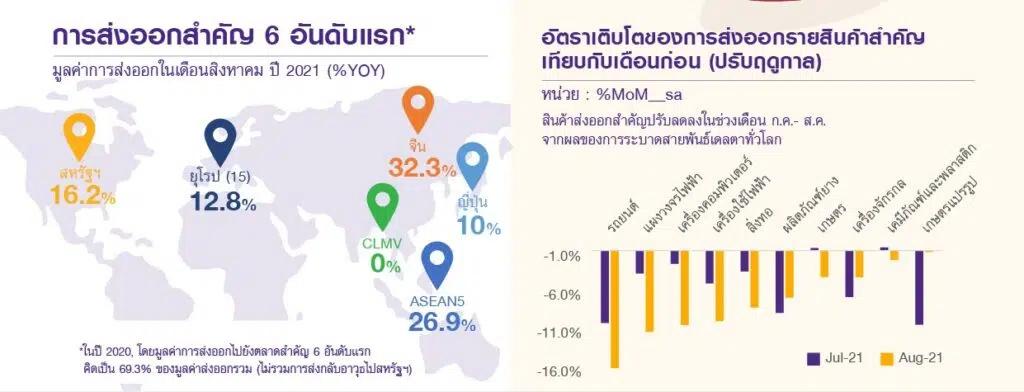 การส่งออกสำคัญ 6 อันดับแรก*
มูลค่าการส่งออกในเดือนสิงหาคม ปี 2021 (%YOY)
สหรัฐฯ
16.2%
ยุโรป (15)
12.8%
จีน
32.3%
ญี่ปุ่น
10%
CLMV
0%
ASEAN5
26.9%
*ในปี 2020, โดยมูลค่าการส่งออกไปยังตลาดสำคัญ 6 อันดับแรก
คิดเป็น 69.3% ของมูลค่าส่งออกรวม (ไม่รวมการส่งกลับอาวุธไปสหรัฐฯ)
อัตราเติบโตของการส่งออกรายสินค้าสำคัญ
เทียบกับเดือนก่อน (ปรับฤดูกาล)
หน่วย : %MoM_sa
สินค้าส่งออกสำคัญปรับลดลงในช่วงเดือน ก.ค.- ส.ค.
จากผลของการระบาดสายพันธ์เดลตาทั่วโลก
รถยนต์
แผงวงจรไฟฟ้า
เครื่องคอมพิวเตอร์
เครื่องใช้ไฟฟ้า
สิ่งทอ
ผลิตภัณฑ์ยาง
เกษตร
เครื่องจักรกล
เคมีภัณฑ์และพลาสติก
เกษตรแปรรูป
-1.0%
-6.0%
-11.0%
-16.0%
Jul-21
Aug-21